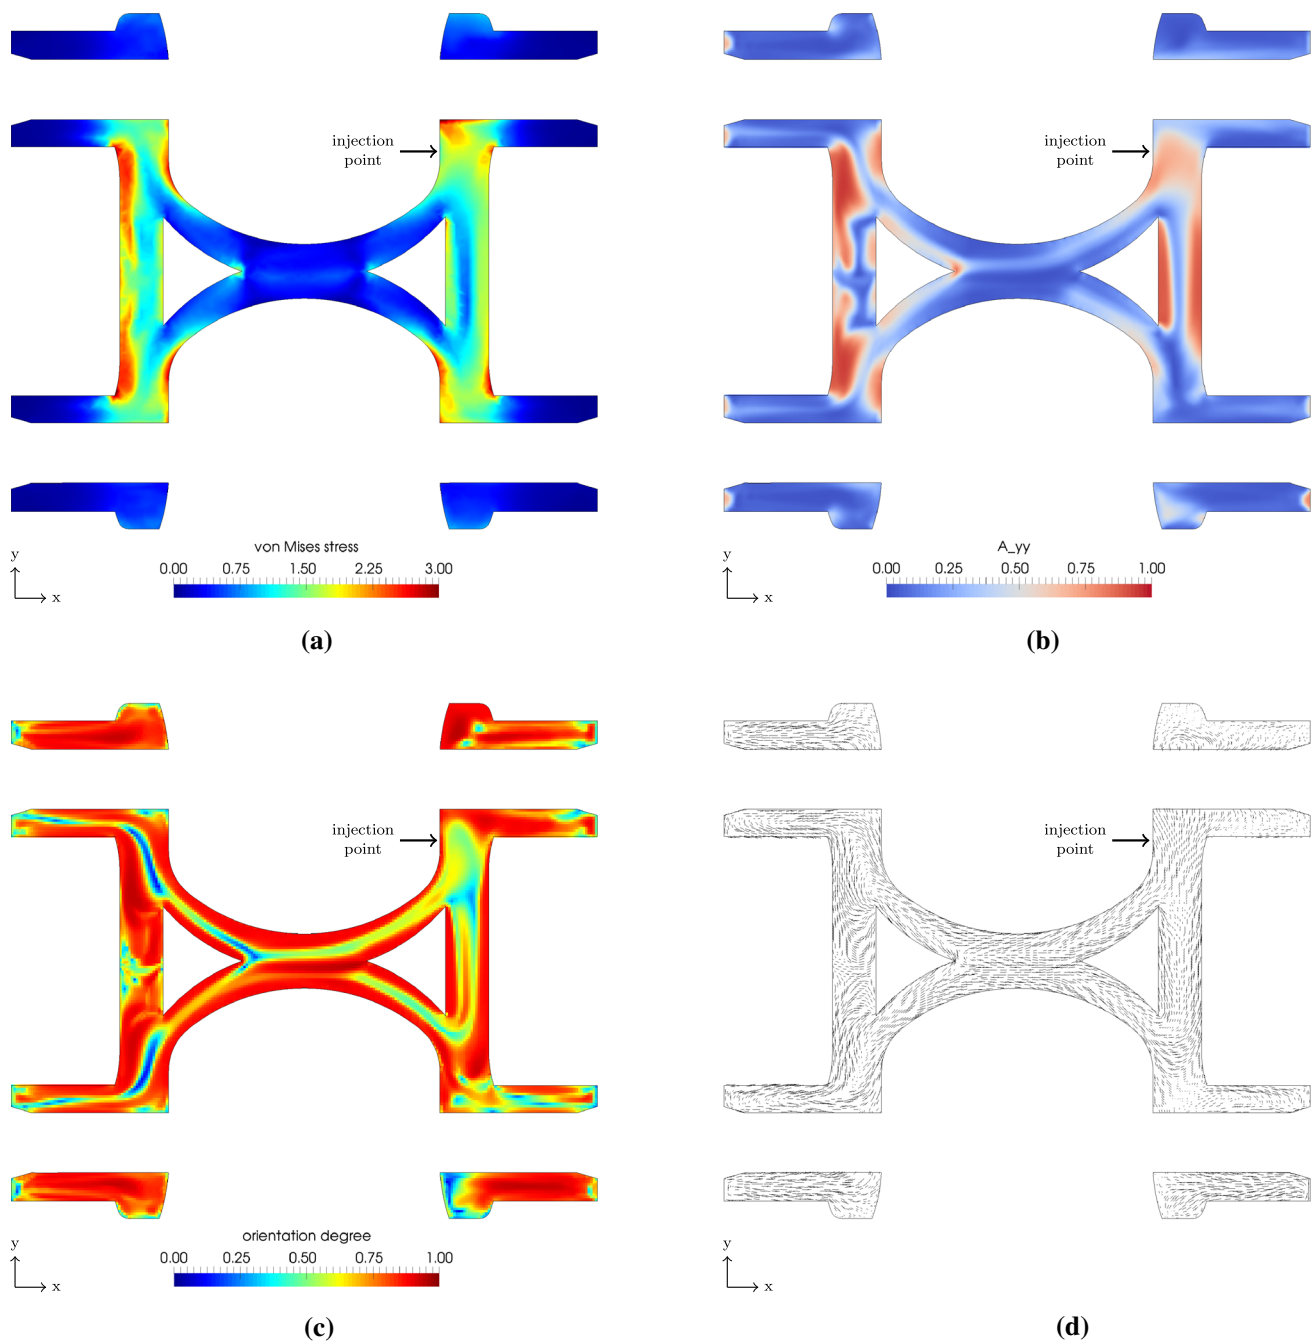 injection
point
injection
point
von Mises stress
0.00 0.75 1.50 2.25 3.00
y
x
(a)
A_yy
0.00 0.25 0.50 0.75 1.00
y
x
(b)
injection
point
injection
point
orientation degree
0.00 0.25 0.50 0.75 1.00
y
x
(c)
y
x
(d)